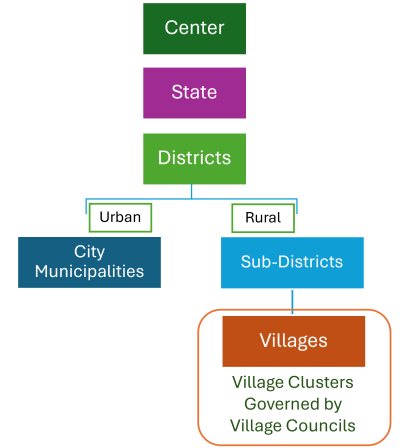 Center
State
Districts
Urban
Rural
City
Municipalities
Sub-Districts
Villages
Village Clusters
Governed by
Village Councils